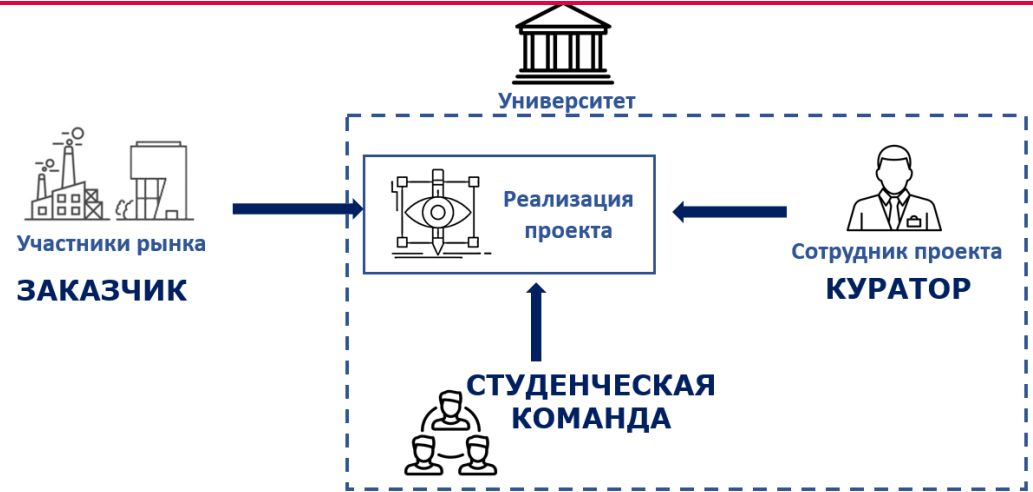 Университет
Участники рынка
ЗАКАЗЧИК
Реализация
проекта
Сотрудник проекта
КУРАТОР
СТУДЕНЧЕСКАЯ
КОМАНДА